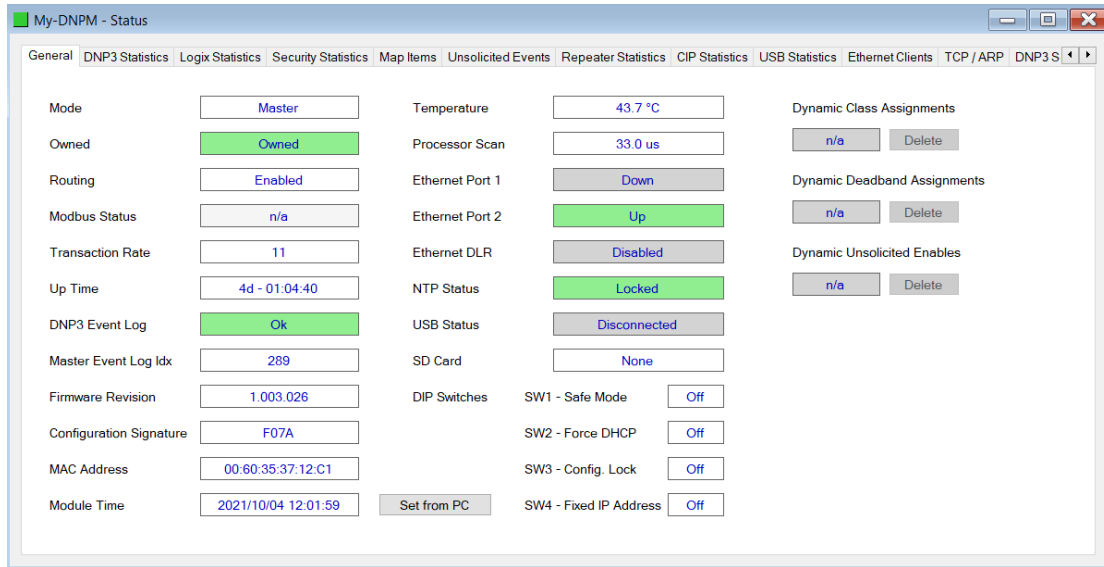 My-DNPM - Status
General DNP3 Statistics Logix Statistics Security Statistics Map Items Unsolicited Events Repeater Statistics CIP Statistics USB Statistics Ethernet Clients TCP / ARP DNP3 S
Mode Master Temperature 43.7 °C Dynamic Class Assignments
Owned Owned Processor Scan 33.0 us n/a Delete
Routing Enabled Ethernet Port 1 Down Dynamic Deadband Assignments
Modbus Status n/a Ethernet Port 2 Up n/a Delete
Transaction Rate 11 Ethernet DLR Disabled Dynamic Unsolicited Enables
Up Time 4d - 01:04:40 NTP Status Locked n/a Delete
DNP3 Event Log Ok USB Status Disconnected
Master Event Log Idx 289 SD Card None
Firmware Revision 1.003.026 DIP Switches SW1 - Safe Mode Off
Configuration Signature F07A SW2 - Force DHCP Off
MAC Address 00:60:35:37:12:C1 SW3 - Config. Lock Off
Module Time 2021/10/04 12:01:59 Set from PC SW4 - Fixed IP Address Off